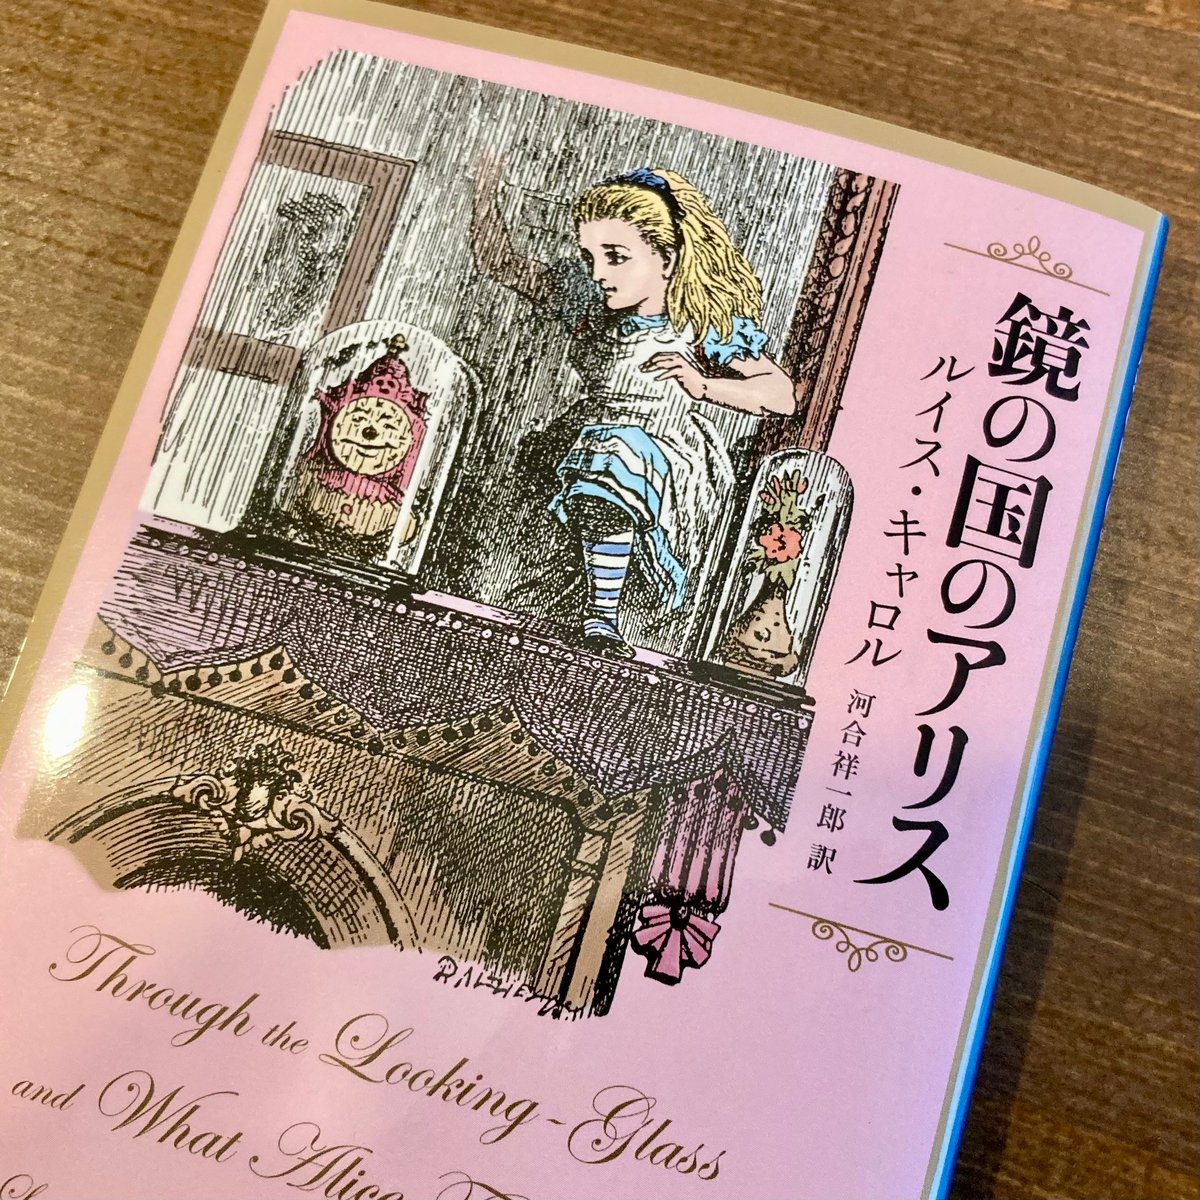 鏡の国のアリス
ルイス・キャロル
河合祥一郎 訳
DALZIEL
Through the Looking-Glass
and What Alice